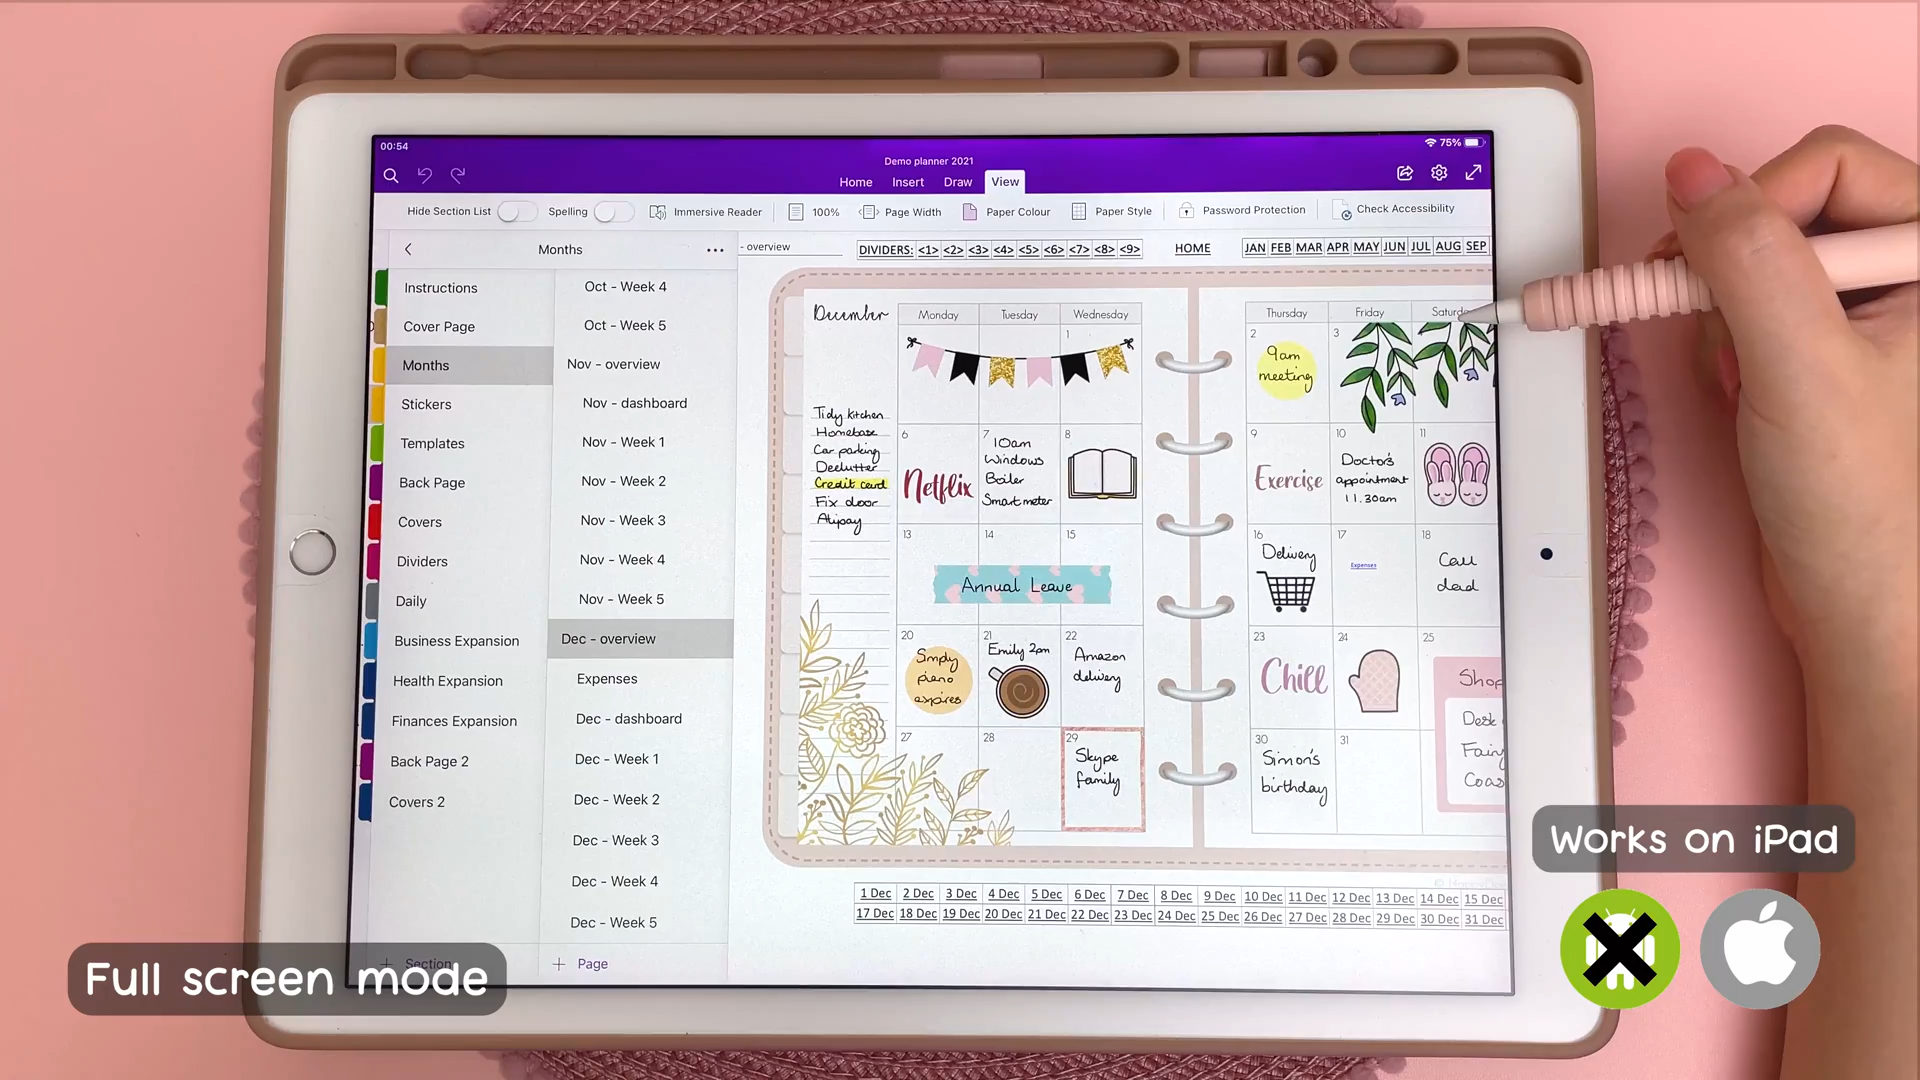 00:54
75%
Demo planner 2021
Home Insert Draw View
Hide Section List Spelling Immersive Reader 100% Page Width Paper Colour Paper Style Password Protection Check Accessibility
Months
- overview
DIVIDERS: <1> <2> <3> <4> <5> <6> <7> <8> <9>
HOME
JAN FEB MAR APR MAY JUN JUL AUG SEP
Instructions
Cover Page
Months
Stickers
Templates
Back Page
Covers
Dividers
Daily
Business Expansion
Health Expansion
Finances Expansion
Back Page 2
Covers 2
Section
Oct - Week 4
Oct - Week 5
Nov - overview
Nov - dashboard
Nov - Week 1
Nov - Week 2
Nov - Week 3
Nov - Week 4
Nov - Week 5
Dec - overview
Expenses
Dec - dashboard
Dec - Week 1
Dec - Week 2
Dec - Week 3
Dec - Week 4
Dec - Week 5
Page
December
Tidy kitchen
Homebase
Car parking
Declutter
Credit card
Fix door
Alipay
Monday Tuesday Wednesday
1
6
Netflix
7
10am
Windows
Boiler
Smart meter
8
13 14 15
Annual Leave
20
Simply
piano
expires
21
Emily 2pm
22
Amazon
delivery
27 28 29
Skype
family
Thursday Friday
2
9am
meeting
3
9
Exercise
10
Doctor's
appointment
11.30am
11
16
Delivery
17
Expenses
18
Call
dad
23
Chill
24 25
Shop
Desk
30
Simon's
birthday
31
1 Dec 2 Dec 3 Dec 4 Dec 5 Dec 6 Dec 7 Dec 8 Dec 9 Dec 10 Dec 11 Dec 12 Dec 13 Dec 14 Dec 15 Dec
17 Dec 18 Dec 19 Dec 20 Dec 21 Dec 22 Dec 23 Dec 24 Dec 25 Dec 26 Dec 27 Dec 28 Dec 29 Dec 30 Dec 31 Dec
Full screen mode
Works on iPad